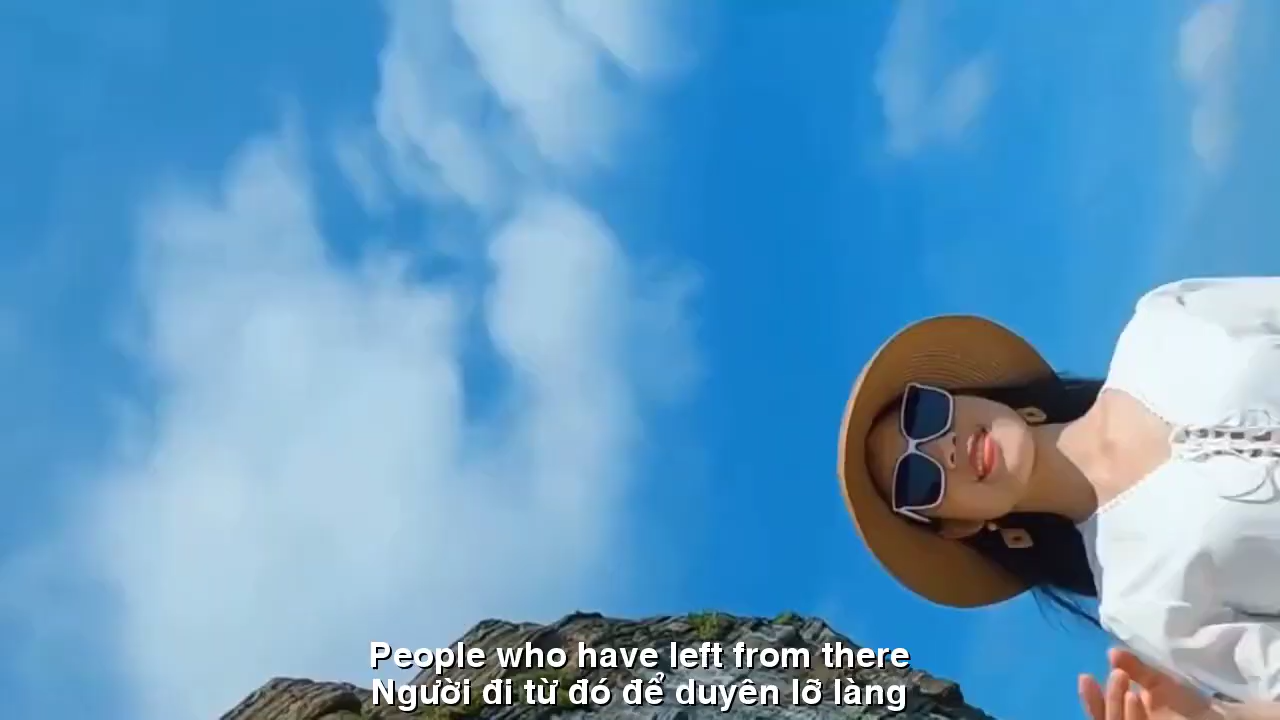 People who have left from there
Người đi từ đó để duyên lỡ làng